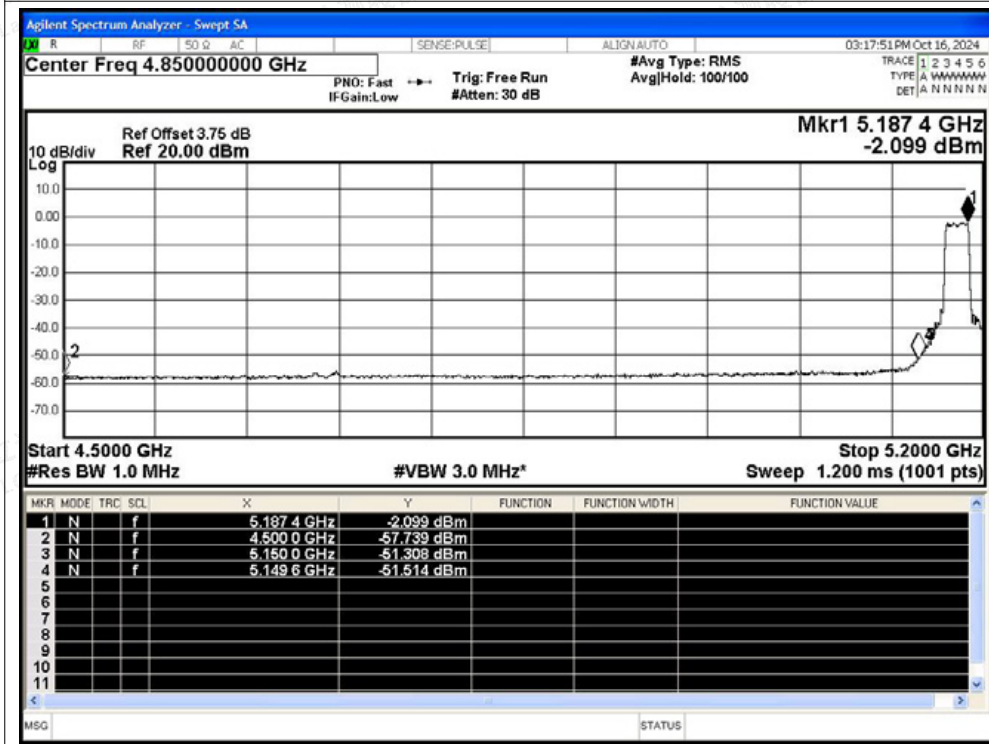 Agilent Spectrum Analyzer - Swept SA
R RF 50 Ω AC SENSE:PULSE ALIGN AUTO 03:17:51 PM Oct 16, 2024
Center Freq 4.850000000 GHz #Avg Type: RMS TRACE 1 2 3 4 5 6
PNO: Fast Trig: Free Run Avg|Hold: 100/100 TYPE A WWWWW
IFGain:Low #Atten: 30 dB DET A N N N N N
Mkr1 5.187 4 GHz
Ref Offset 3.75 dB
10 dB/div Ref 20.00 dBm -2.099 dBm
Log
10.0
1
0.00
-10.0
-20.0
-30.0
-40.0
-50.0
2
-60.0
-70.0
Start 4.5000 GHz Stop 5.2000 GHz
#Res BW 1.0 MHz #VBW 3.0 MHz* Sweep 1.200 ms (1001 pts)
MKR MODE TRC SCL X Y FUNCTION FUNCTION WIDTH FUNCTION VALUE
1 N f 5.187 4 GHz -2.099 dBm
2 N f 4.500 0 GHz -57.739 dBm
3 N f 5.150 0 GHz -51.308 dBm
4 N f 5.149 6 GHz -51.514 dBm
5
6
7
8
9
10
11
MSG STATUS